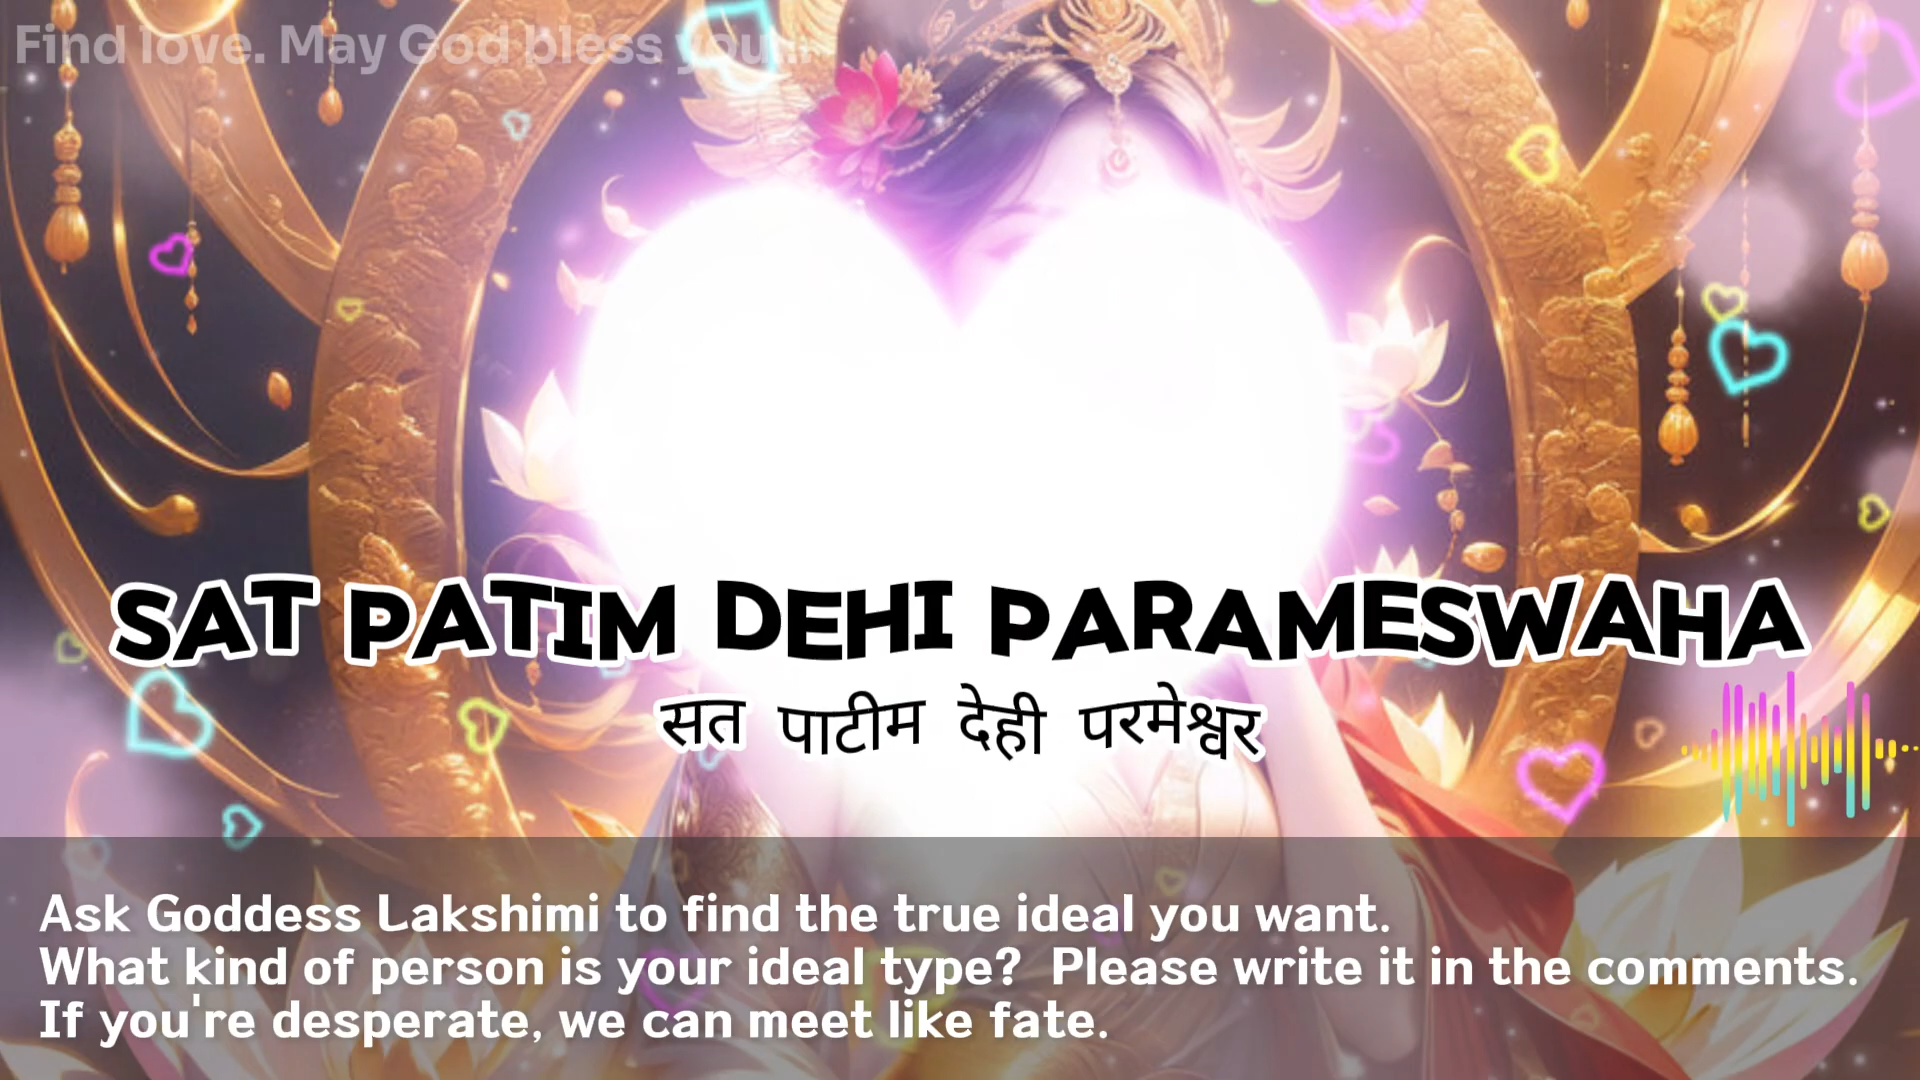 Find love. May God bless you...
SAT PATIM DEHI PARAMESWAHA
सत पाटीम देही परमेश्वर
Ask Goddess Lakshimi to find the true ideal you want.
What kind of person is your ideal type?  Please write it in the comments.
If you're desperate, we can meet like fate.